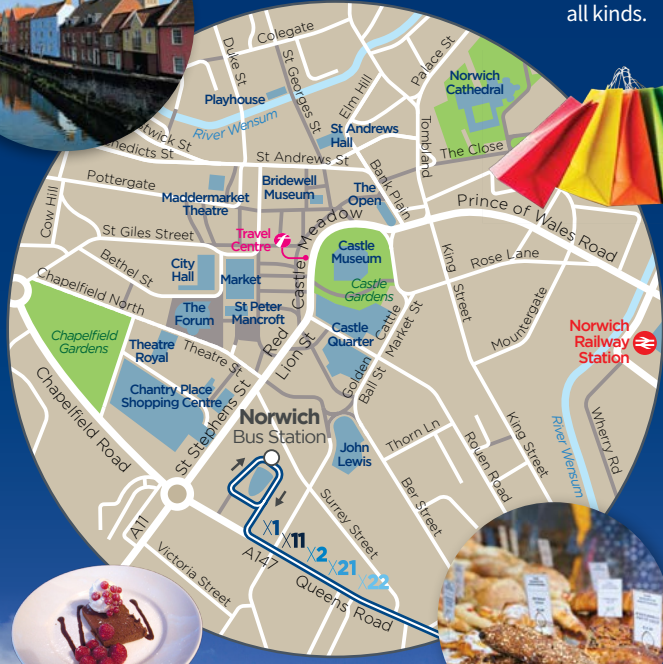 all kinds.
Colegate
Duke St
St Georges St
Elm Hill
Palace St
Norwich
Cathedral
Playhouse
River Wensum
St Andrews
Hall
Tombland
The Close
St Andrews St
Bank Plain
Pottergate
Bridewell
Museum
The
Open
Maddermarket
Theatre
Cow Hill
Prince of Wales Road
St Giles Street
Travel
Centre
Castle Meadow
Castle
Museum
King Street
Rose Lane
Bethel St
City
Hall
Market
Castle
Gardens
Chapelfield North
The
Forum
St Peter
Mancroft
Red Lion St
Castle
Quarter
Cattle Market St
Mountergate
Norwich
Railway
Station
Chapelfield
Gardens
Theatre
Royal
Theatre St
Golden Ball St
Chantry Place
Shopping Centre
Chapelfield Road
St Stephens St
Norwich
Bus Station
John
Lewis
Thorn Ln
Rouen Road
King Street
River Wensum
Wherry Rd
Ber Street
Surrey Street
A11
Victoria Street
A147
Queens Road
X1
X11
X2
X21
X22